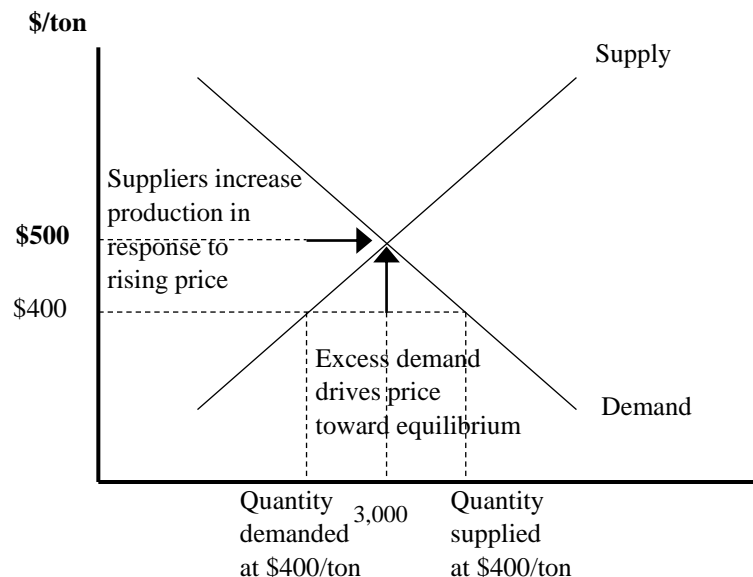 $/ton
Supply
Suppliers increase
production in
response to
rising price
$500
$400
Excess demand
drives price
toward equilibrium
Demand
Quantity
demanded
at $400/ton
3,000
Quantity
supplied
at $400/ton